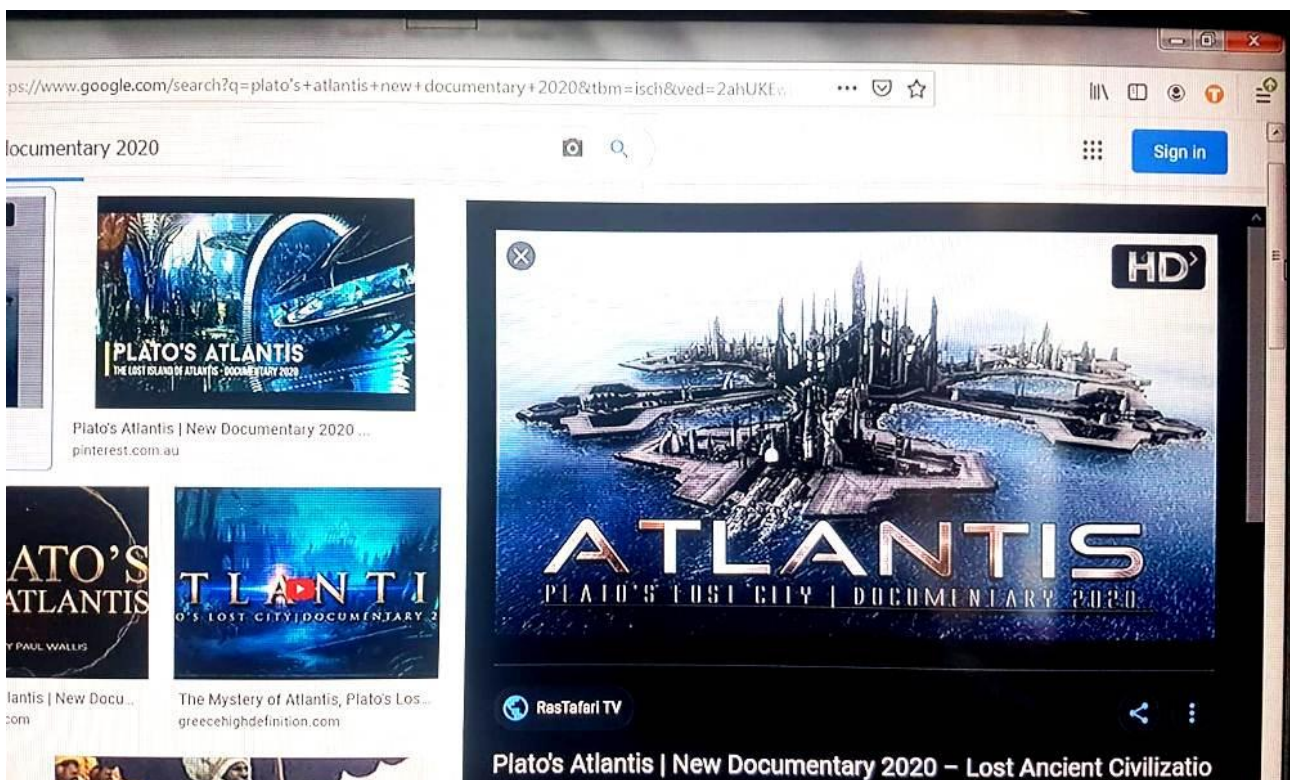 ps://www.google.com/search?q=plato's+atlantis+new+documentary+2020&tbm=isch&ved=2ahUKEw
documentary 2020
Sign in
PLATO'S ATLANTIS
THE LOST ISLAND OF ATLANTIS - DOCUMENTARY 2020
Plato's Atlantis | New Documentary 2020 ...
pinterest.com.au
ATO'S
ATLANTIS
Y PAUL WALLIS
lantis | New Docu...
com
TLANTI
O'S LOST CITY|DOCUMENTARY 2
The Mystery of Atlantis, Plato's Los...
greecehighdefinition.com
HD
ATLANTIS
PLATO'S LOST CITY | DOCUMENTARY 2020
RasTafari TV
Plato's Atlantis | New Documentary 2020 – Lost Ancient Civilizatio